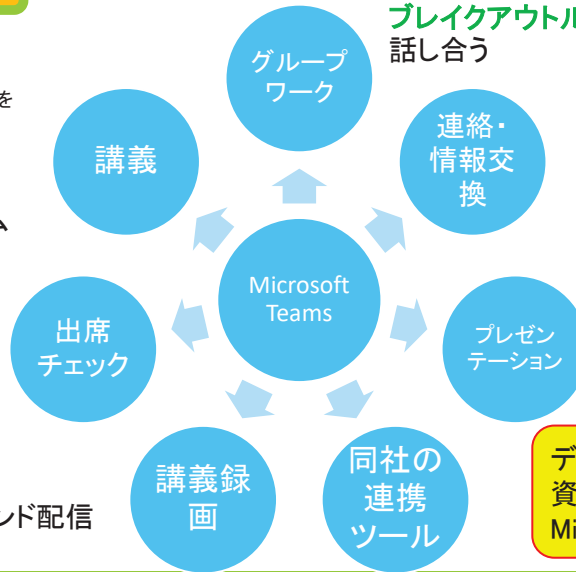 ブレイクアウトル
話し合う
を
グループ
ワーク
講義
連絡・
情報交
換
Microsoft
Teams
出席
チェック
プレゼン
テーション
講義録
画
同社の
連携
ツール
ンド配信
デ
資
Mi